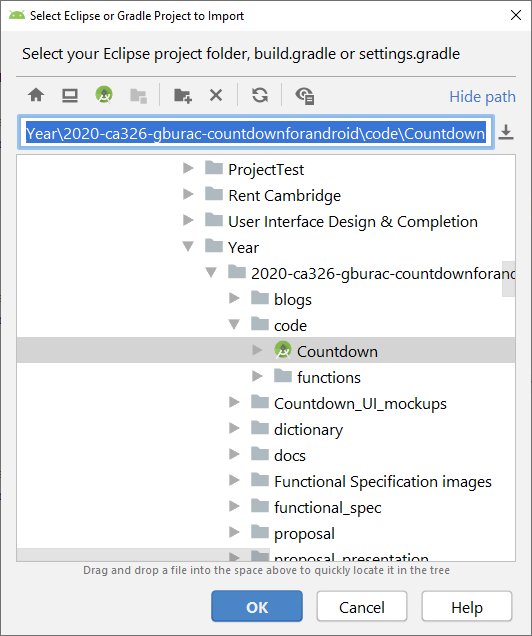 Select Eclipse or Gradle Project to Import
Select your Eclipse project folder, build.gradle or settings.gradle
Hide path
Year\2020-ca326-gburac-countdownforandroid\code\Countdown
ProjectTest
Rent Cambridge
User Interface Design & Completion
Year
2020-ca326-gburac-countdownforand
blogs
code
Countdown
functions
Countdown_UI_mockups
dictionary
docs
Functional Specification images
functional_spec
proposal
proposal_presentation
Drag and drop a file into the space above to quickly locate it in the tree
OK
Cancel
Help